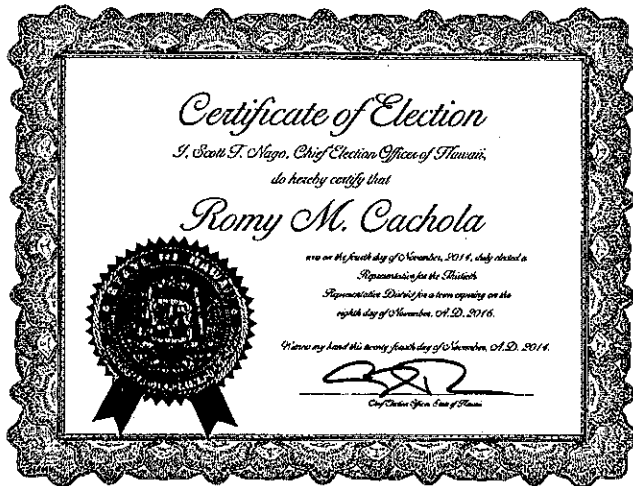 Certificate of Election
I, Scott T. Nago, Chief Election Officer of Hawaii,
do hereby certify that
Romy M. Cachola
was on the fourth day of November, 2014, duly elected a
Representative for the Thirtieth
Representative District for a term expiring on the
eighth day of November, A.D. 2016.
Witness my hand this twenty-fourth day of November, A.D. 2014.
Chief Election Officer, State of Hawaii